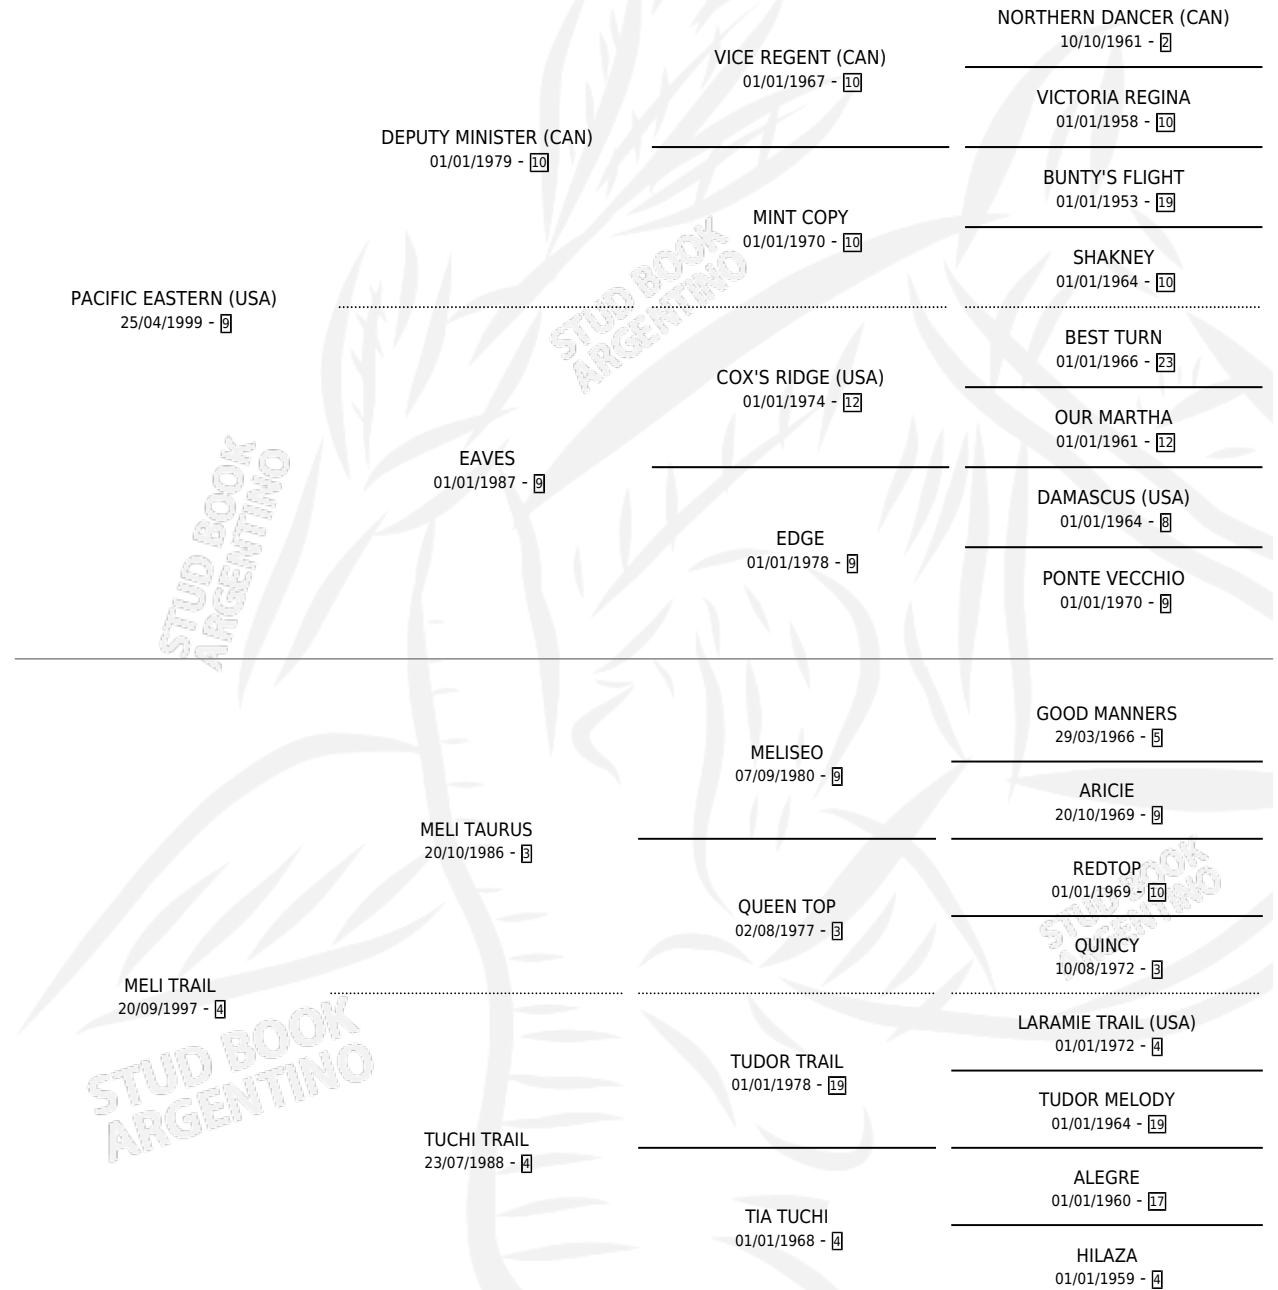 NORTHERN DANCER (CAN)
10/10/1961 - 2
VICE REGENT (CAN)
01/01/1967 - 10
VICTORIA REGINA
01/01/1958 - 10
DEPUTY MINISTER (CAN)
01/01/1979 - 10
BUNTY'S FLIGHT
01/01/1953 - 19
MINT COPY
01/01/1970 - 10
SHAKNEY
01/01/1964 - 10
PACIFIC EASTERN (USA)
25/04/1999 - 9
STUD BOOK
ARGENTINO
BEST TURN
01/01/1966 - 23
COX'S RIDGE (USA)
01/01/1974 - 12
OUR MARTHA
01/01/1961 - 12
EAVES
01/01/1987 - 9
DAMASCUS (USA)
01/01/1964 - 8
EDGE
01/01/1978 - 9
PONTE VECCHIO
01/01/1970 - 9
STUD BOOK
ARGENTINO
GOOD MANNERS
29/03/1966 - 5
MELISEO
07/09/1980 - 9
ARICIE
20/10/1969 - 9
MELI TAURUS
20/10/1986 - 3
REDTOP
01/01/1969 - 10
QUEEN TOP
02/08/1977 - 3
STUD BOOK
ARGENTINO
QUINCY
10/08/1972 - 3
MELI TRAIL
20/09/1997 - 4
LARAMIE TRAIL (USA)
01/01/1972 - 4
TUDOR TRAIL
01/01/1978 - 19
STUD BOOK
ARGENTINO
TUDOR MELODY
01/01/1964 - 19
TUCHI TRAIL
23/07/1988 - 4
ALEGRE
01/01/1960 - 17
TIA TUCHI
01/01/1968 - 4
HILAZA
01/01/1959 - 4